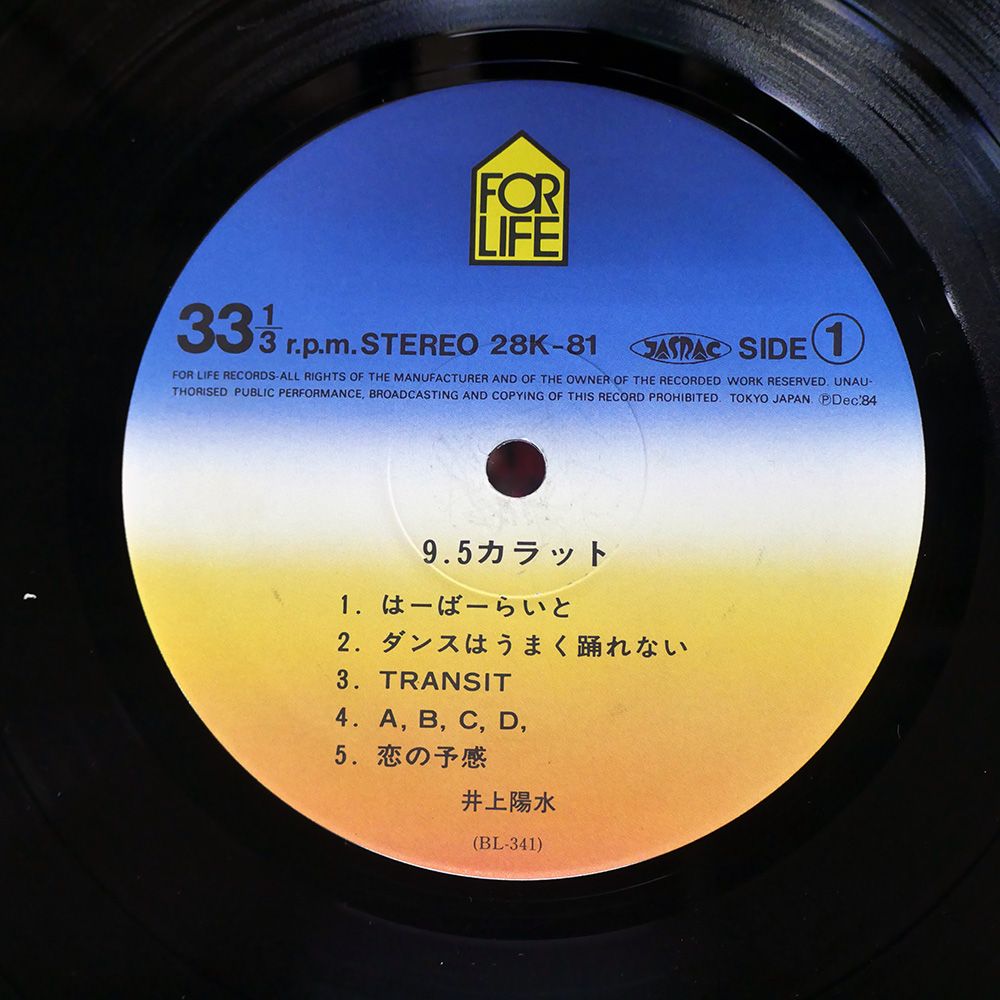 FOR
LIFE
33 1/3 r.p.m. STEREO 28K-81 JASRAC SIDE 1
FOR LIFE RECORDS-ALL RIGHTS OF THE MANUFACTURER AND OF THE OWNER OF THE RECORDED WORK RESERVED. UNAU-
THORISED PUBLIC PERFORMANCE, BROADCASTING AND COPYING OF THIS RECORD PROHIBITED. TOKYO JAPAN. ⓅDec.'84
9.5カラット
1. はーばーらいと
2. ダンスはうまく踊れない
3. TRANSIT
4. A, B, C, D,
5. 恋の予感
井上陽水
(BL-341)